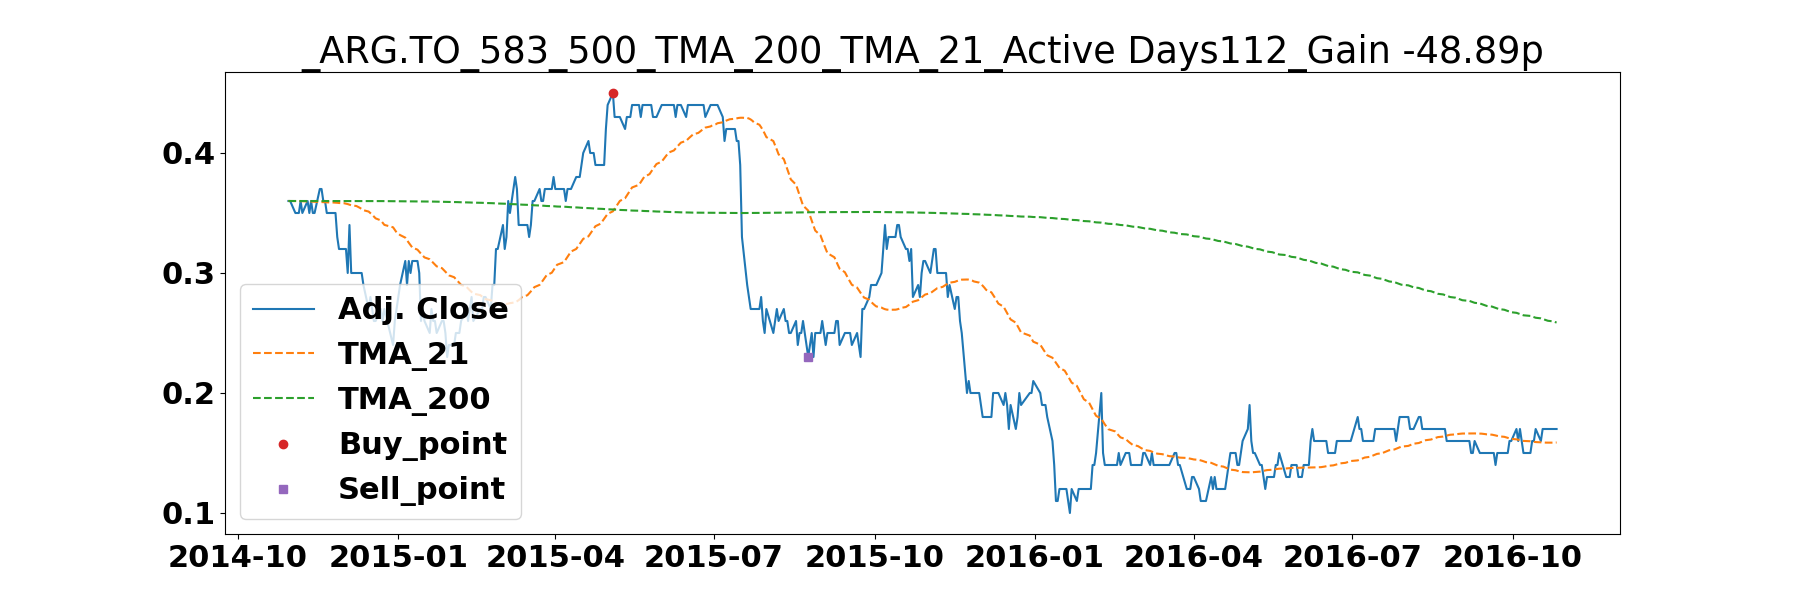 _ARG.TO_583_500_TMA_200_TMA_21_Active Days112_Gain -48.89p
0.4
0.3
0.2
0.1
Adj. Close
TMA_21
TMA_200
Buy_point
Sell_point
2014-10 2015-01 2015-04 2015-07 2015-10 2016-01 2016-04 2016-07 2016-10